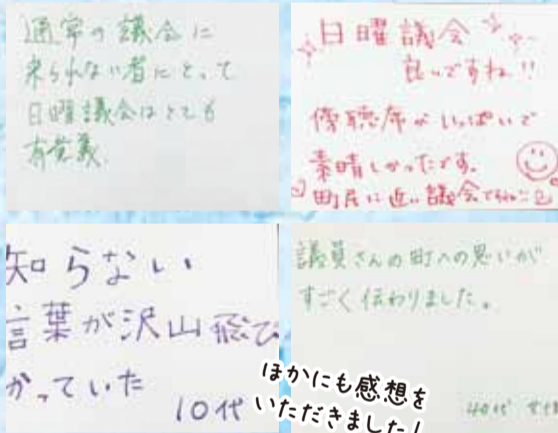 通常の議会に
来られない者にとって
日曜議会はとても
有意義
日曜議会
良いですね!!
傍聴席がいっぱいで
素晴しかったです。
町民に近い議会ですね
知らない
言葉が沢山飛び
かっていた
10代
議員さんの町への思いが
すごく伝わりました。
40代 女性
ほかにも感想を
いただきました!